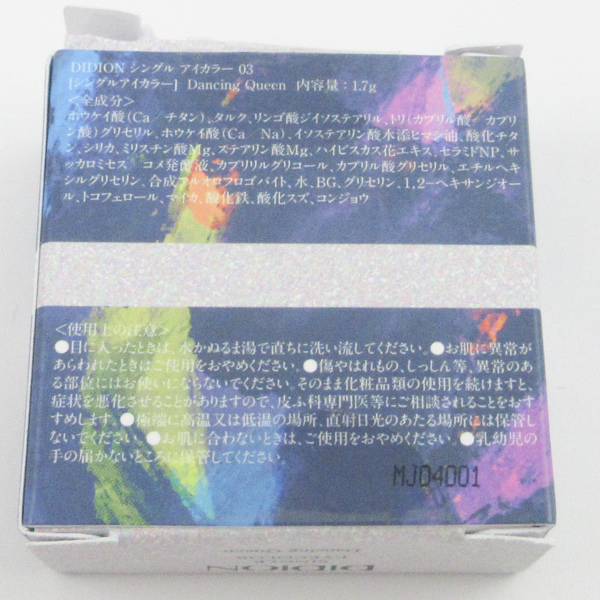 DIDION シングル アイカラー 03
[シングルアイカラー] Dancing Queen 内容量：1.7g
＜全成分＞
ホウケイ酸(Ca／チタン)、タルク、リンゴ酸ジイソステアリル、トリ(カプリル酸／カプリ
ン酸)グリセリル、ホウケイ酸(Ca／Na)、イソステアリン酸水添ヒマシ油、酸化チタ
ン、シリカ、ミリスチン酸Mg、ステアリン酸Mg、ハイビスカス花エキス、セラミドNP、サ
ッカロミセス／コメ発酵液、カプリリルグリコール、カプリル酸グリセリル、エチルヘキ
シルグリセリン、合成フルオロフロゴパイト、水、BG、グリセリン、1,2−ヘキサンジオー
ル、トコフェロール、マイカ、酸化鉄、酸化スズ、コンジョウ
＜使用上の注意＞
●目に入ったときは、水かぬるま湯で直ちに洗い流してください。●お肌に異常が
あらわれたときはご使用をおやめください。●傷やはれもの、しっしん等、異常のあ
る部位にはお使いにならないでください。そのまま化粧品類の使用を続けますと、
症状を悪化させることがありますので、皮ふ科専門医等にご相談されることをおす
すめします。●極端に高温又は低温の場所、直射日光のあたる場所には保管し
ないでください。●お肌に合わないときは、ご使用をおやめください。●乳幼児の
手の届かないところに保管してください。
MJ04001
Dancing Queen
EYECOLOR
SINGLE
DIDION